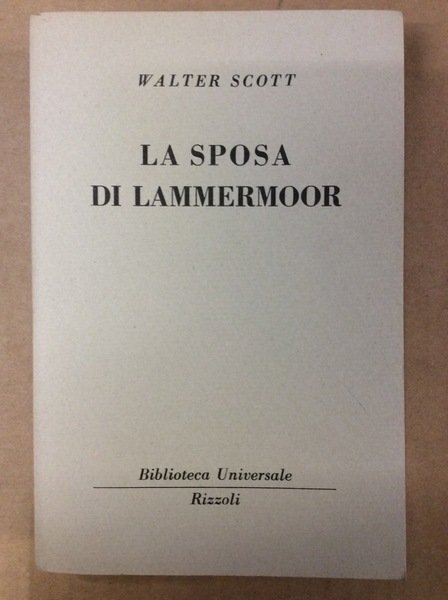 WALTER SCOTT
LA SPOSA
DI LAMMERMOOR
Biblioteca Universale
Rizzoli